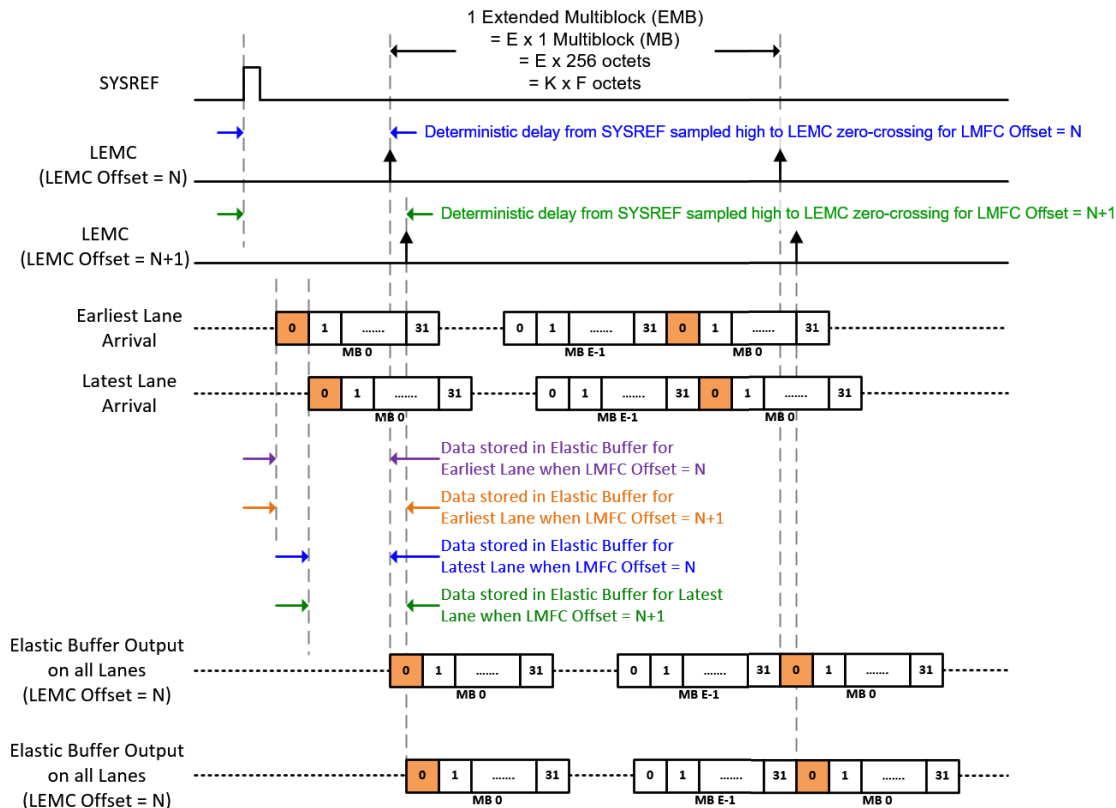 1 Extended Multiblock (EMB)
= E x 1 Multiblock (MB)
= E x 256 octets
= K x F octets
SYSREF
Deterministic delay from SYSREF sampled high to LEMC zero-crossing for LMFC Offset = N
LEMC
(LEMC Offset = N)
Deterministic delay from SYSREF sampled high to LEMC zero-crossing for LMFC Offset = N+1
LEMC
(LEMC Offset = N+1)
Earliest Lane
Arrival
0 1 ....... 31 0 1 ....... 31 0 1 ....... 31
MB 0 MB E-1 MB 0
Latest Lane
Arrival
0 1 ....... 31 0 1 ....... 31 0 1 ....... 31
MB 0 MB E-1 MB 0
Data stored in Elastic Buffer for
Earliest Lane when LMFC Offset = N
Data stored in Elastic Buffer for
Earliest Lane when LMFC Offset = N+1
Data stored in Elastic Buffer for
Latest Lane when LMFC Offset = N
Data stored in Elastic Buffer for Latest
Lane when LMFC Offset = N+1
Elastic Buffer Output
on all Lanes
(LEMC Offset = N)
0 1 ....... 31 0 1 ....... 31 0 1 ....... 31
MB 0 MB E-1 MB 0
Elastic Buffer Output
on all Lanes
(LEMC Offset = N)
0 1 ....... 31 0 1 ....... 31 0 1 ....... 31
MB 0 MB E-1 MB 0